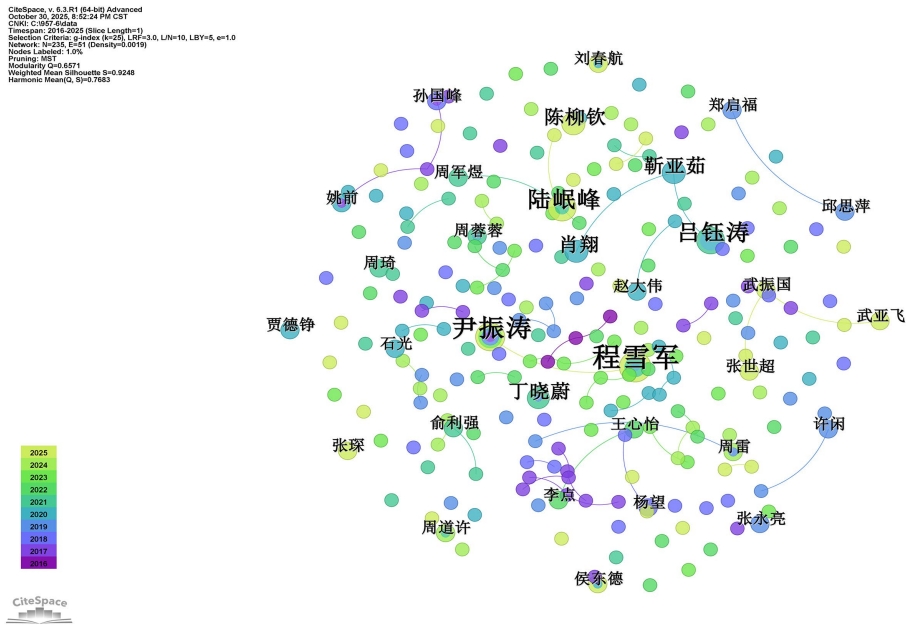 CiteSpace, v. 6.3.R1 (64-bit) Advanced
October 30, 2025, 8:52:24 PM CST
CNKI: C:\957-6\data
Timespan: 2016-2025 (Slice Length=1)
Selection Criteria: g-index (k=25), LRF=3.0, L/N=10, LBY=5, e=1.0
Network: N=235, E=51 (Density=0.0019)
Nodes Labeled: 1.0%
Pruning: MST
Modularity Q=0.6571
Weighted Mean Silhouette S=0.9248
Harmonic Mean(Q, S)=0.7683
刘春航
孙国峰
郑启福
陈柳钦
靳亚茹
周军煜
姚前
陆岷峰
邱思萍
周蓉蓉
吕钰涛
肖翔
周琦
赵大伟
武振国
贾德铮
尹振涛
武亚飞
石光
程雪军
张世超
丁晓蔚
俞利强
王心怡
许闲
张琛
周雷
李点
杨望
张永亮
周道许
侯东德
2025
2024
2023
2022
2021
2020
2019
2018
2017
2016
CiteSpace